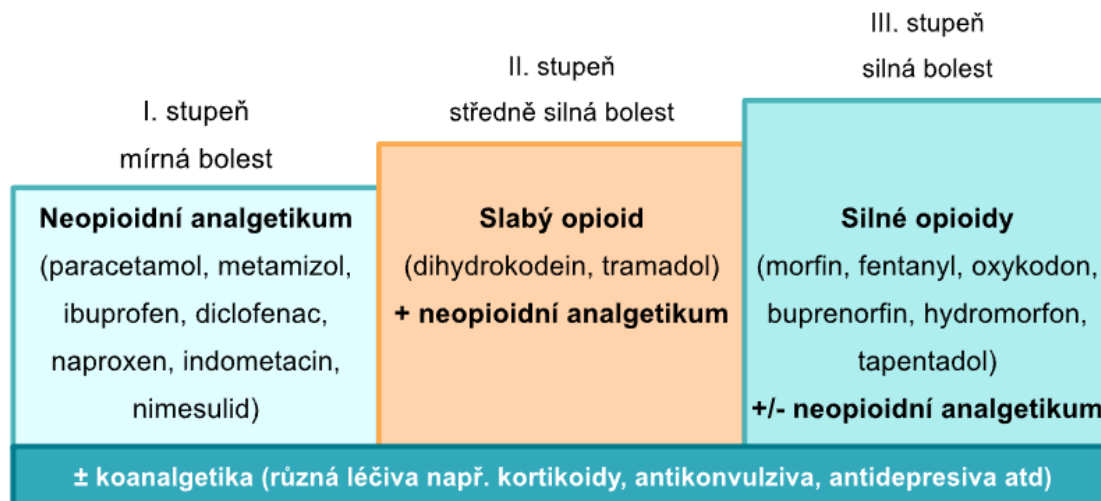 I. stupeň
mírná bolest
Neopioidní analgetikum
(paracetamol, metamizol,
ibuprofen, diclofenac,
naproxen, indometacin,
nimesulid)
II. stupeň
středně silná bolest
Slabý opioid
(dihydrokodein, tramadol)
+ neopioidní analgetikum
III. stupeň
silná bolest
Silné opioidy
(morfin, fentanyl, oxykodon,
buprenorfin, hydromorfon,
tapentadol)
+/- neopioidní analgetikum
± koanalgetika (různá léčiva např. kortikoidy, antikonvulziva, antidepresiva atd)